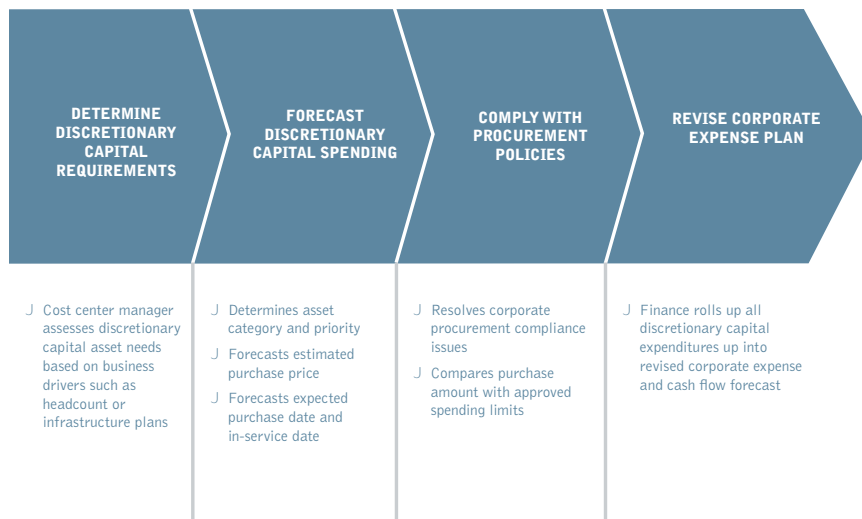 DETERMINE
DISCRETIONARY
CAPITAL
REQUIREMENTS
FORECAST
DISCRETIONARY
CAPITAL SPENDING
COMPLY WITH
PROCUREMENT
POLICIES
REVISE CORPORATE
EXPENSE PLAN
Cost center manager
assesses discretionary
capital asset needs
based on business
drivers such as
headcount or
infrastructure plans
Determines asset
category and priority
Forecasts estimated
purchase price
Forecasts expected
purchase date and
in-service date
Resolves corporate
procurement compliance
issues
Compares purchase
amount with approved
spending limits
Finance rolls up all
discretionary capital
expenditures up into
revised corporate expense
and cash flow forecast